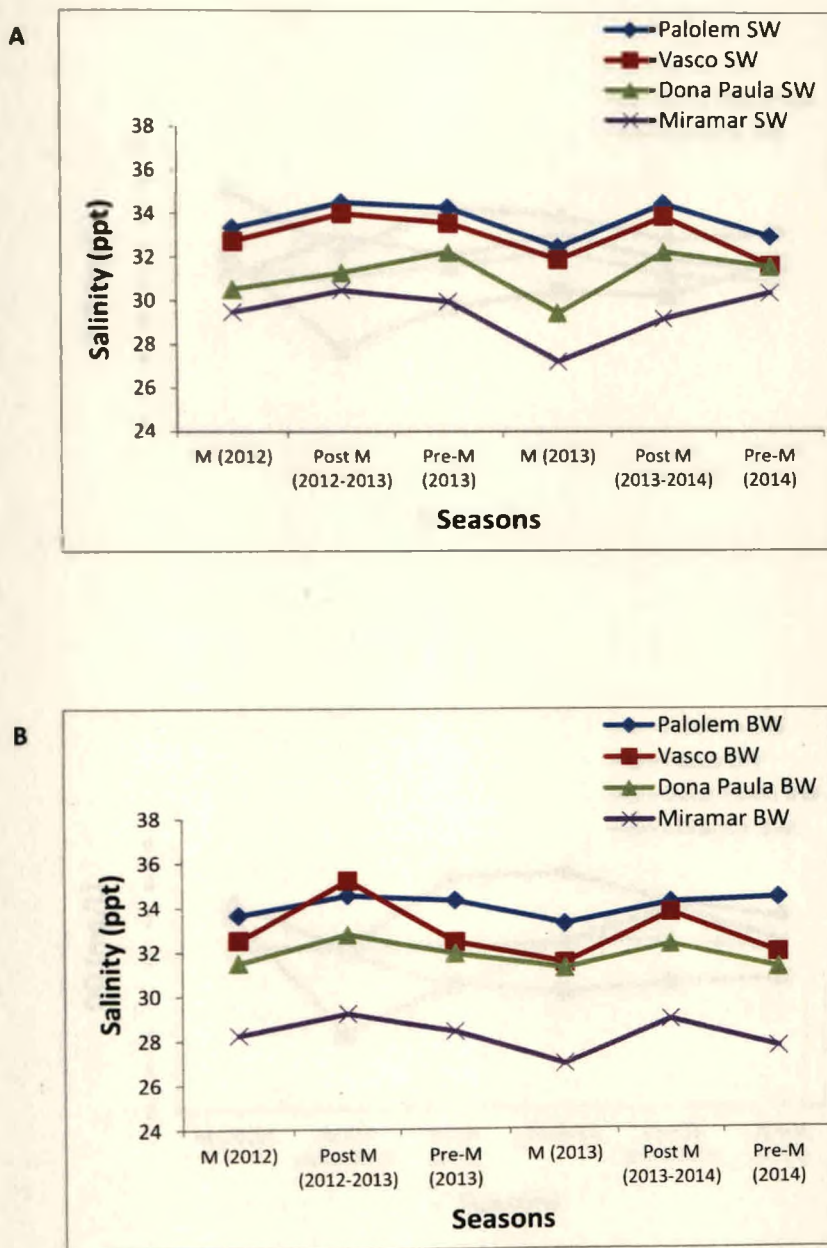 A
Palolem SW
Vasco SW
Dona Paula SW
Miramar SW
38
36
34
32
30
28
26
24
Salinity (ppt)
M (2012) Post M Pre-M M (2013) Post M Pre-M
(2012-2013) (2013) (2013-2014) (2014)
Seasons
B
Palolem BW
Vasco BW
Dona Paula BW
Miramar BW
38
36
34
32
30
28
26
24
Salinity (ppt)
M (2012) Post M Pre-M M (2013) Post M Pre-M
(2012-2013) (2013) (2013-2014) (2014)
Seasons